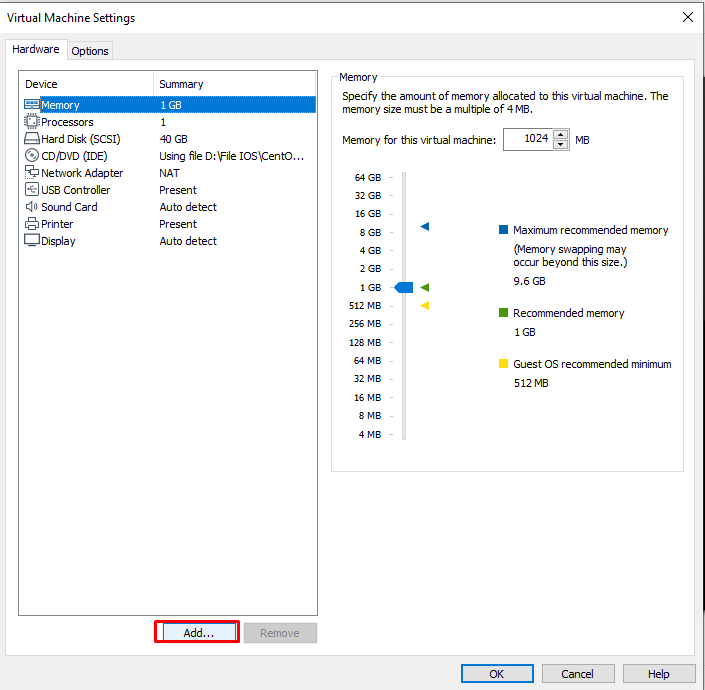 Virtual Machine Settings
Hardware Options
Device Summary
Memory 1 GB
Processors 1
Hard Disk (SCSI) 40 GB
CD/DVD (IDE) Using file D:\File IOS\CentO...
Network Adapter NAT
USB Controller Present
Sound Card Auto detect
Printer Present
Display Auto detect
Add...
Remove
Memory
Specify the amount of memory allocated to this virtual machine. The
memory size must be a multiple of 4 MB.
Memory for this virtual machine: 1024 MB
64 GB
32 GB
16 GB
8 GB
4 GB
2 GB
1 GB
512 MB
256 MB
128 MB
64 MB
32 MB
16 MB
8 MB
4 MB
Maximum recommended memory
(Memory swapping may
occur beyond this size.)
9.6 GB
Recommended memory
1 GB
Guest OS recommended minimum
512 MB
OK Cancel Help